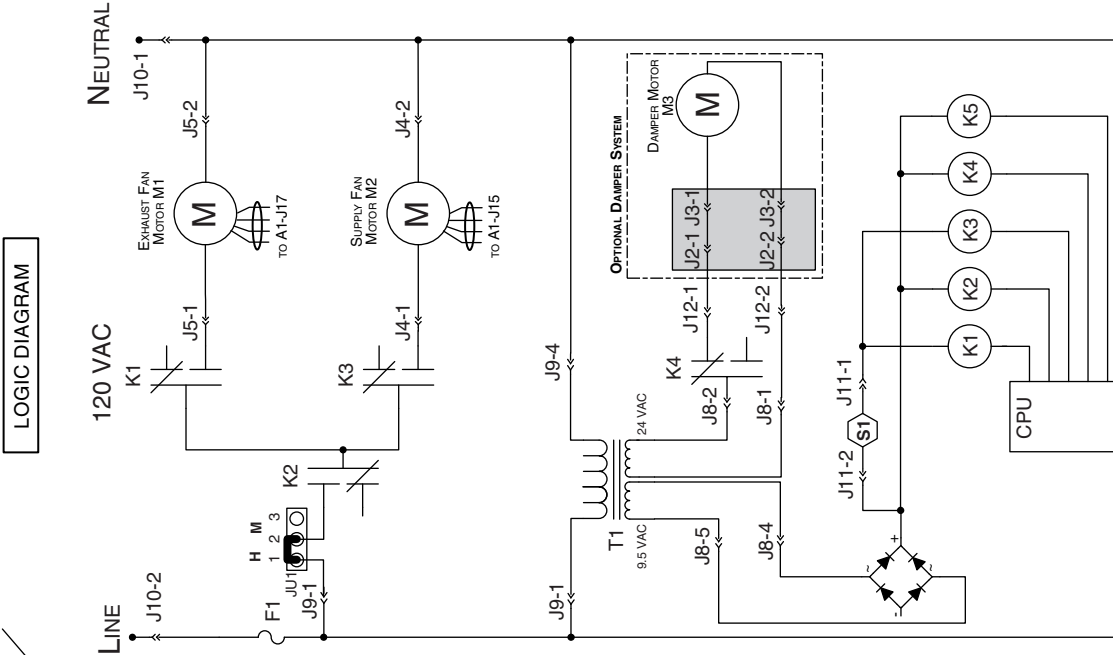 LOGIC DIAGRAM
LINE
120 VAC
NEUTRAL
J10-2
J10-1
F1
J9-1
JU1
H M
1 2 3
K2
K1
J5-1
EXHAUST FAN
MOTOR M1
M
TO A1-J17
J5-2
K3
J4-1
SUPPLY FAN
MOTOR M2
M
TO A1-J15
J4-2
J9-1
T1
J9-4
9.5 VAC
24 VAC
J8-5
J8-4
J8-2
J8-1
K4
J12-1
J12-2
OPTIONAL DAMPER SYSTEM
J2-1 J3-1
J2-2 J3-2
DAMPER MOTOR
M3
M
~
+
-
~
J11-2
S1
J11-1
CPU
K1
K2
K3
K4
K5